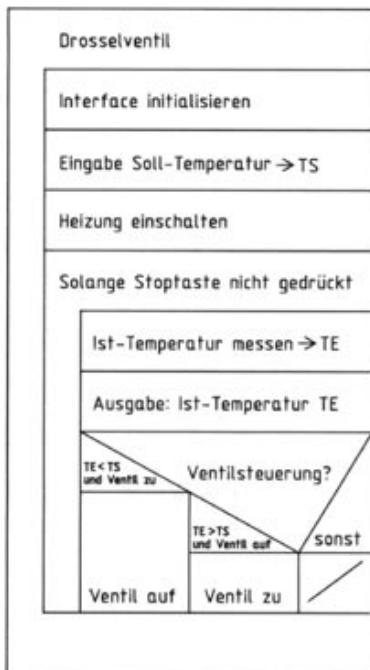 Drosselventil
Interface initialisieren
Eingabe Soll-Temperatur → TS
Heizung einschalten
Solange Stoptaste nicht gedrückt
Ist-Temperatur messen → TE
Ausgabe: Ist-Temperatur TE
Ventilsteuerung?
TE < TS
und Ventil zu
TE > TS
und Ventil auf
sonst
Ventil auf
Ventil zu